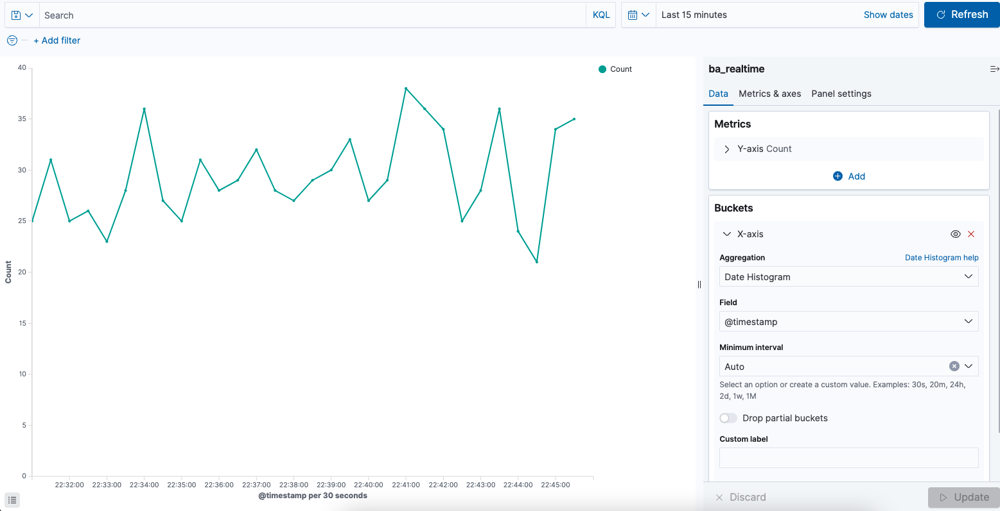 Search
KQL
Last 15 minutes
Show dates
Refresh
+ Add filter
40
35
30
25
20
15
10
5
0
Count
Count
22:32:00 22:33:00 22:34:00 22:35:00 22:36:00 22:37:00 22:38:00 22:39:00 22:40:00 22:41:00 22:42:00 22:43:00 22:44:00 22:45:00
@timestamp per 30 seconds
ba_realtime
Data Metrics & axes Panel settings
Metrics
Y-axis Count
Add
Buckets
X-axis
Aggregation Date Histogram help
Date Histogram
Field
@timestamp
Minimum interval
Auto
Select an option or create a custom value. Examples: 30s, 20m, 24h,
2d, 1w, 1M
Drop partial buckets
Custom label
Discard Update